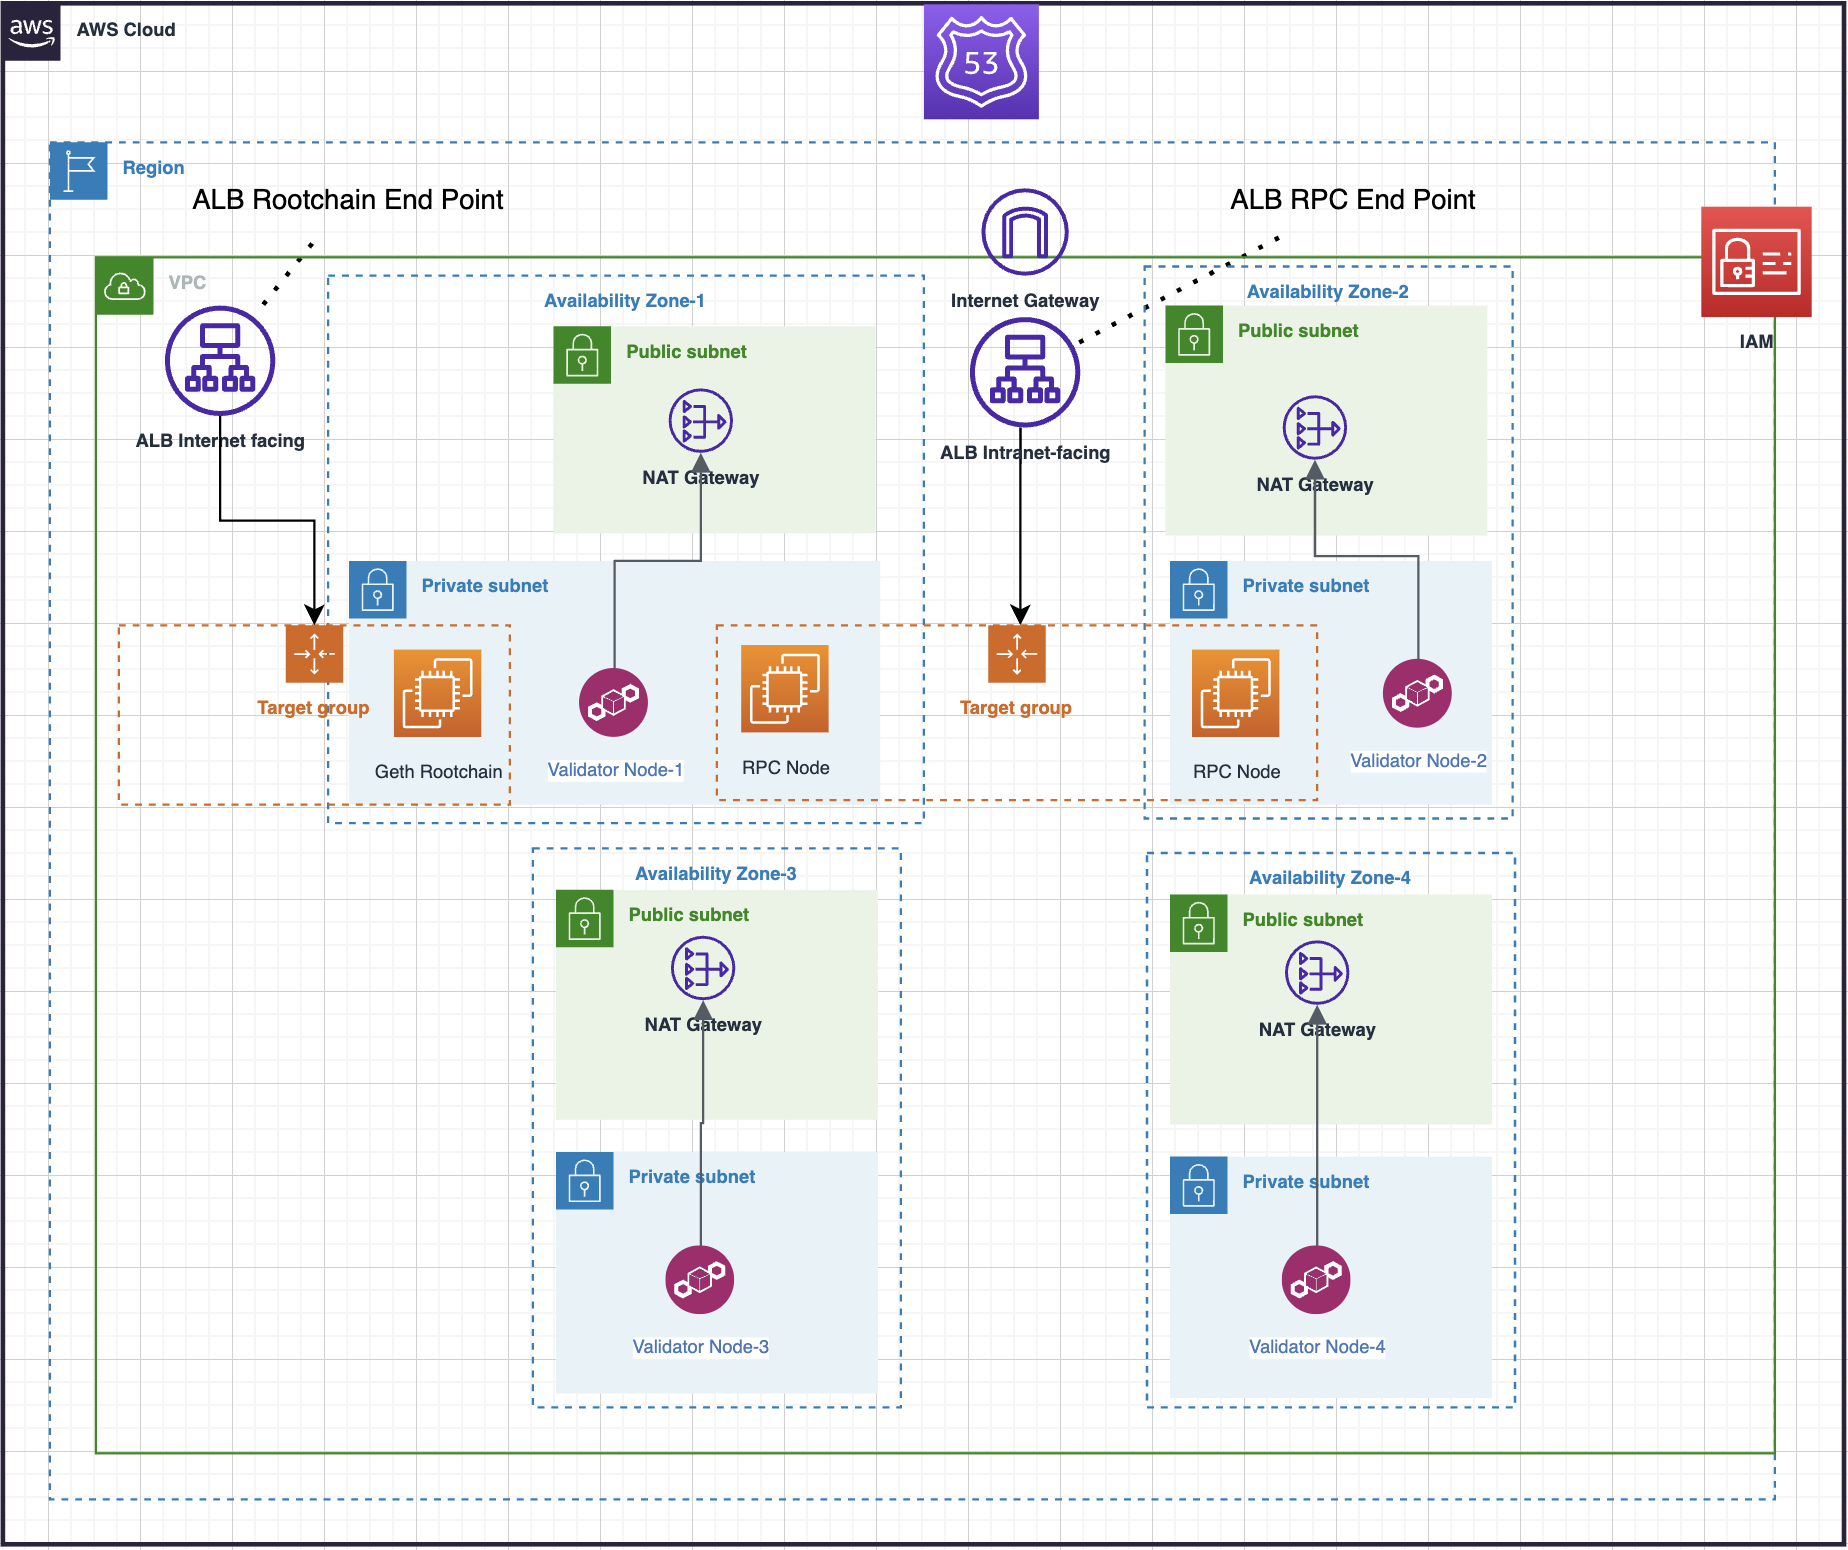 aws
AWS Cloud
53
Region
ALB Rootchain End Point
ALB RPC End Point
VPC
Internet Gateway
IAM
Availability Zone-1
Availability Zone-2
Public subnet
Public subnet
ALB Internet facing
ALB Intranet-facing
NAT Gateway
NAT Gateway
Private subnet
Private subnet
Target group
Target group
Geth Rootchain
Validator Node-1
RPC Node
RPC Node
Validator Node-2
Availability Zone-3
Availability Zone-4
Public subnet
Public subnet
NAT Gateway
NAT Gateway
Private subnet
Private subnet
Validator Node-3
Validator Node-4